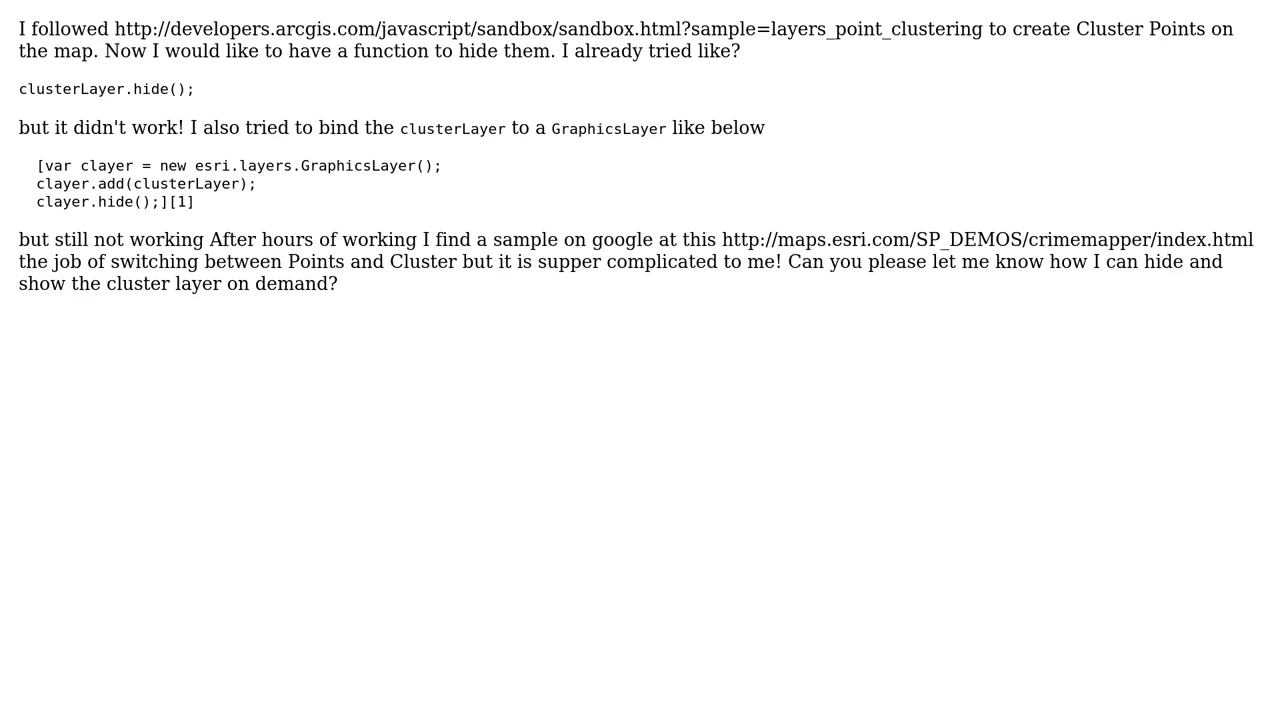 I followed http://developers.arcgis.com/javascript/sandbox/sandbox.html?sample=layers_point_clustering to create Cluster Points on
the map. Now I would like to have a function to hide them. I already tried like?
clusterLayer.hide();
but it didn't work! I also tried to bind the clusterLayer to a GraphicsLayer like below
[var clayer = new esri.layers.GraphicsLayer();
clayer.add(clusterLayer);
clayer.hide();][1]
but still not working After hours of working I find a sample on google at this http://maps.esri.com/SP_DEMOS/crimemapper/index.html
the job of switching between Points and Cluster but it is supper complicated to me! Can you please let me know how I can hide and
show the cluster layer on demand?